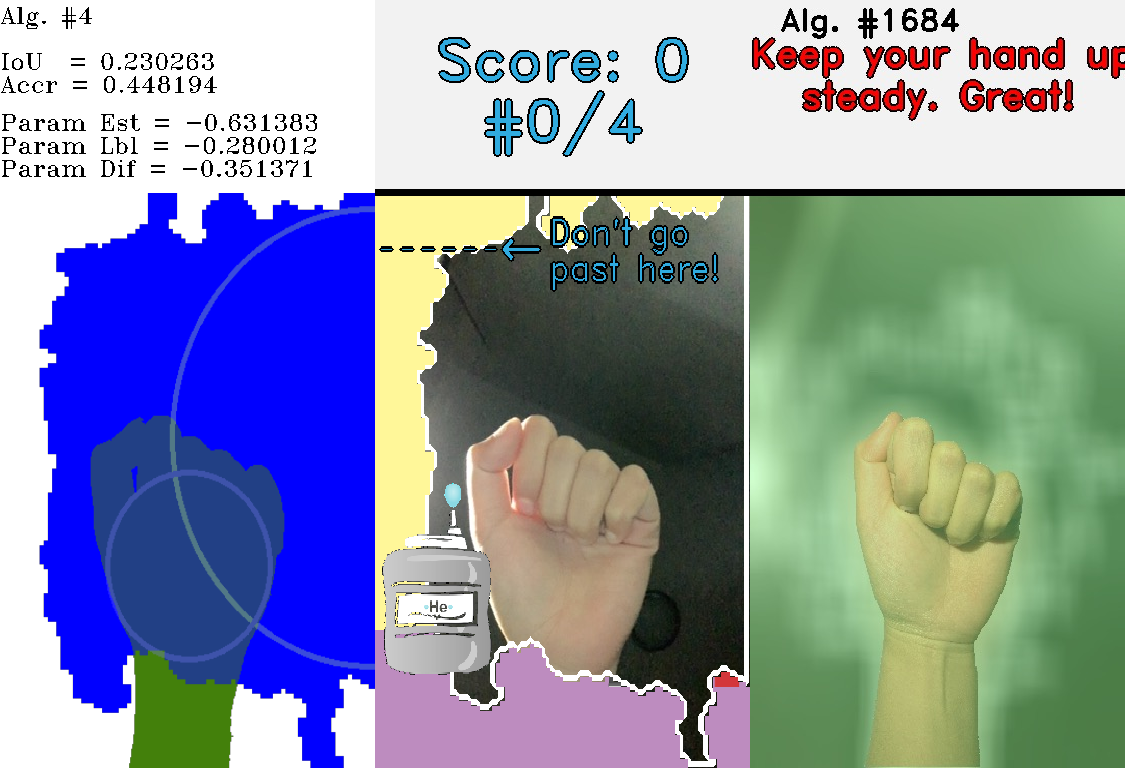 Alg. #4
IoU = 0.230263
Accr = 0.448194
Param Est = −0.631383
Param Lbl = −0.280012
Param Dif = −0.351371
Score: 0
#0/4
Alg. #1684
Keep your hand up
steady. Great!
Don't go
past here!
He